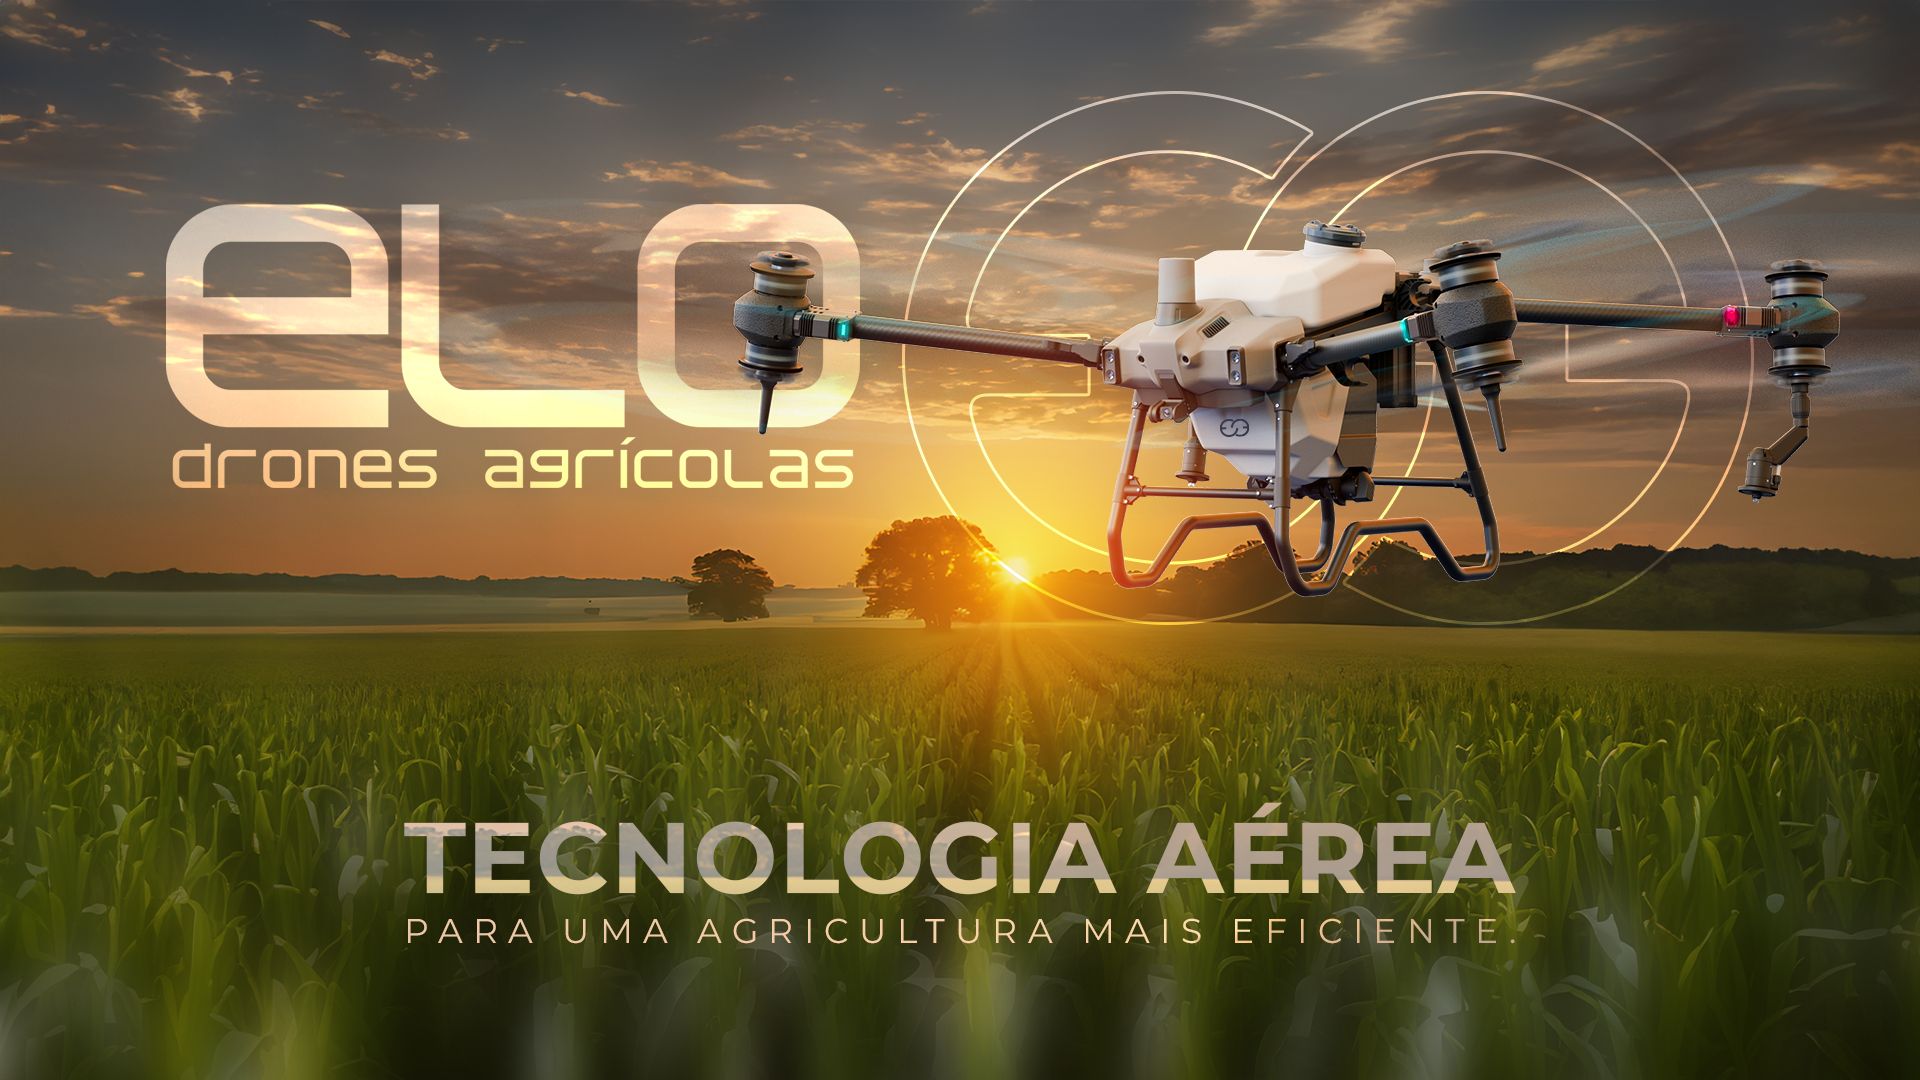 eLO
drones agrícolas
TECNOLOGIA AÉREA
PARA UMA AGRICULTURA MAIS EFICIENTE.